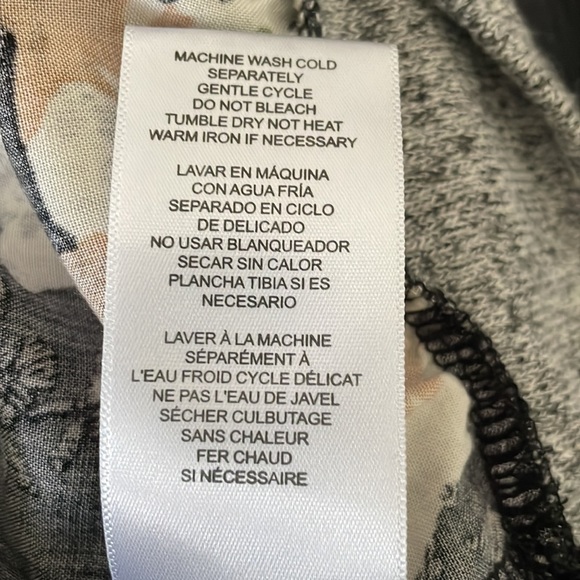 MACHINE WASH COLD
SEPARATELY
GENTLE CYCLE
DO NOT BLEACH
TUMBLE DRY NOT HEAT
WARM IRON IF NECESSARY
LAVAR EN MÁQUINA
CON AGUA FRÍA
SEPARADO EN CICLO
DE DELICADO
NO USAR BLANQUEADOR
SECAR SIN CALOR
PLANCHA TIBIA SI ES
NECESARIO
LAVER À LA MACHINE
SÉPARÉMENT À
L'EAU FROID CYCLE DÉLICAT
NE PAS L'EAU DE JAVEL
SÉCHER CULBUTAGE
SANS CHALEUR
FER CHAUD
SI NÉCESSAIRE